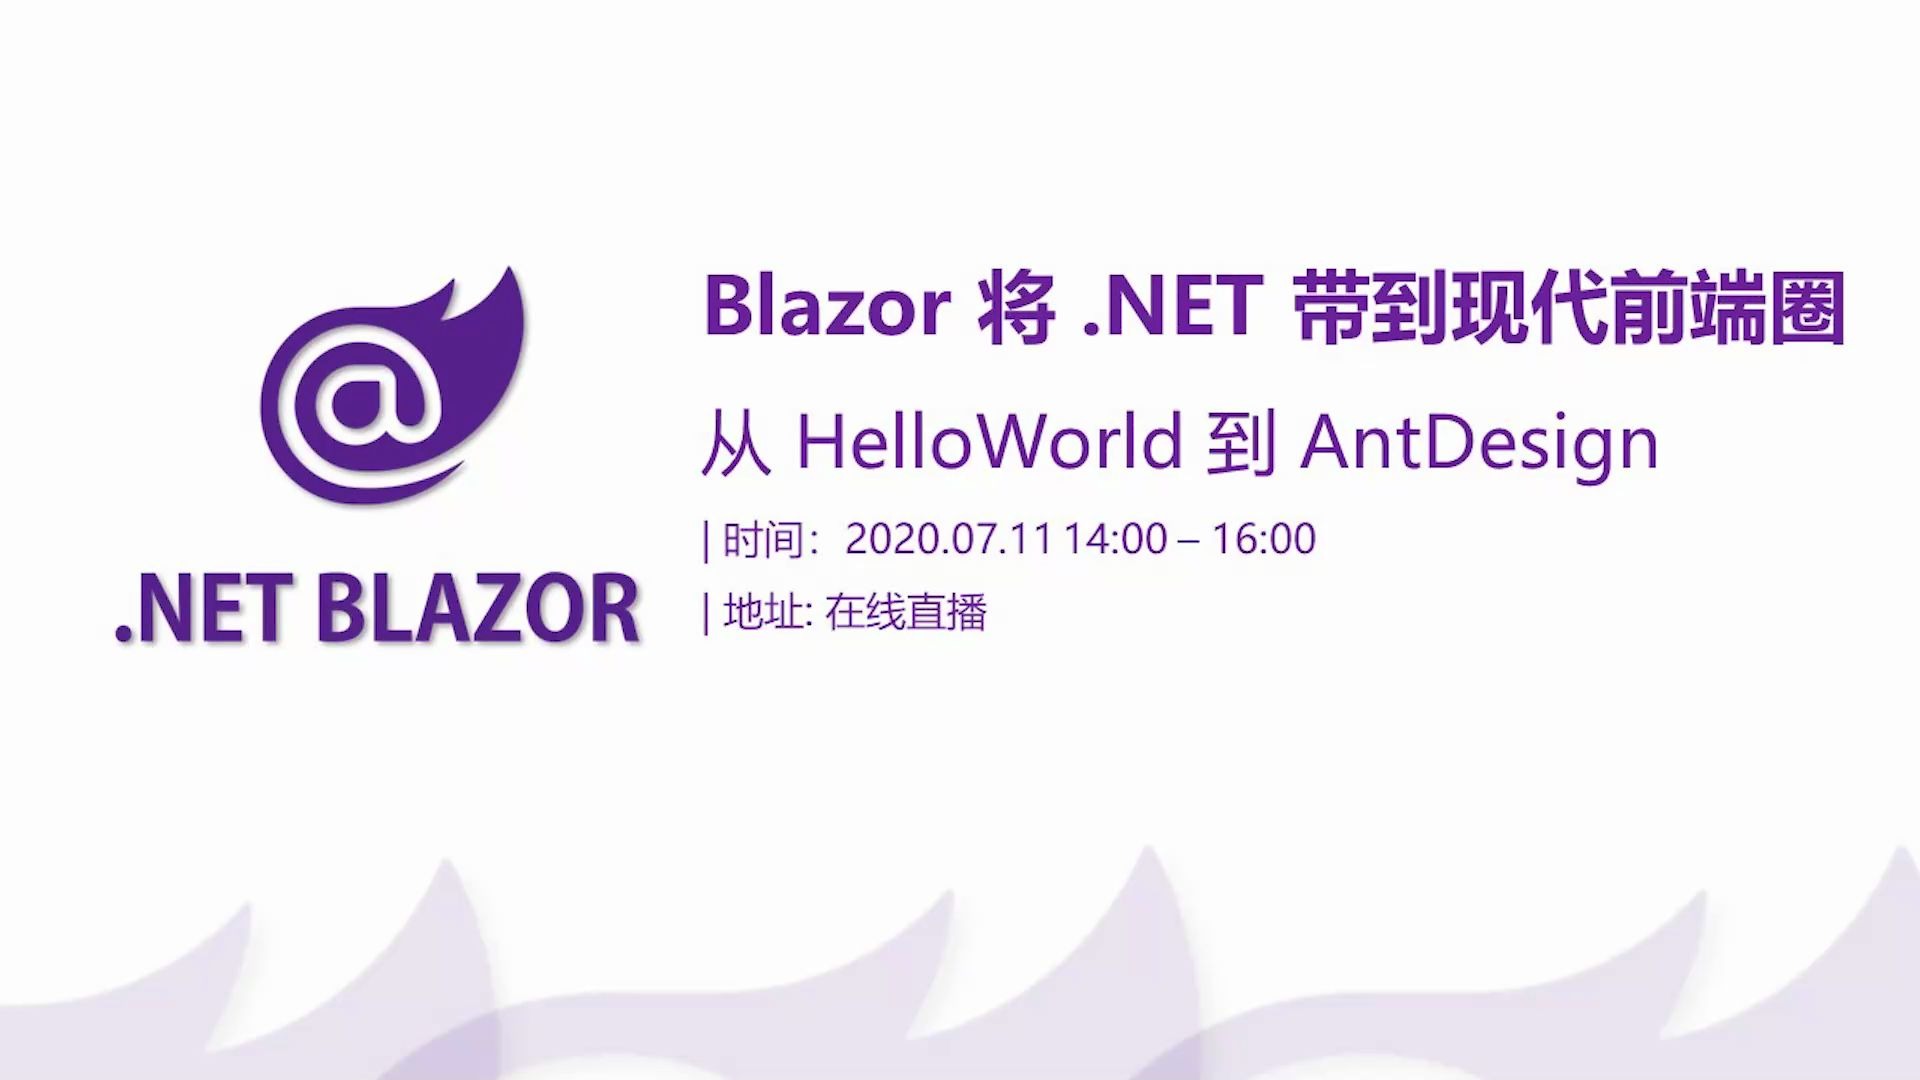 Blazor 将 .NET 带到现代前端圈
从 HelloWorld 到 AntDesign
| 时间：2020.07.11 14:00 – 16:00
| 地址: 在线直播
@
.NET BLAZOR